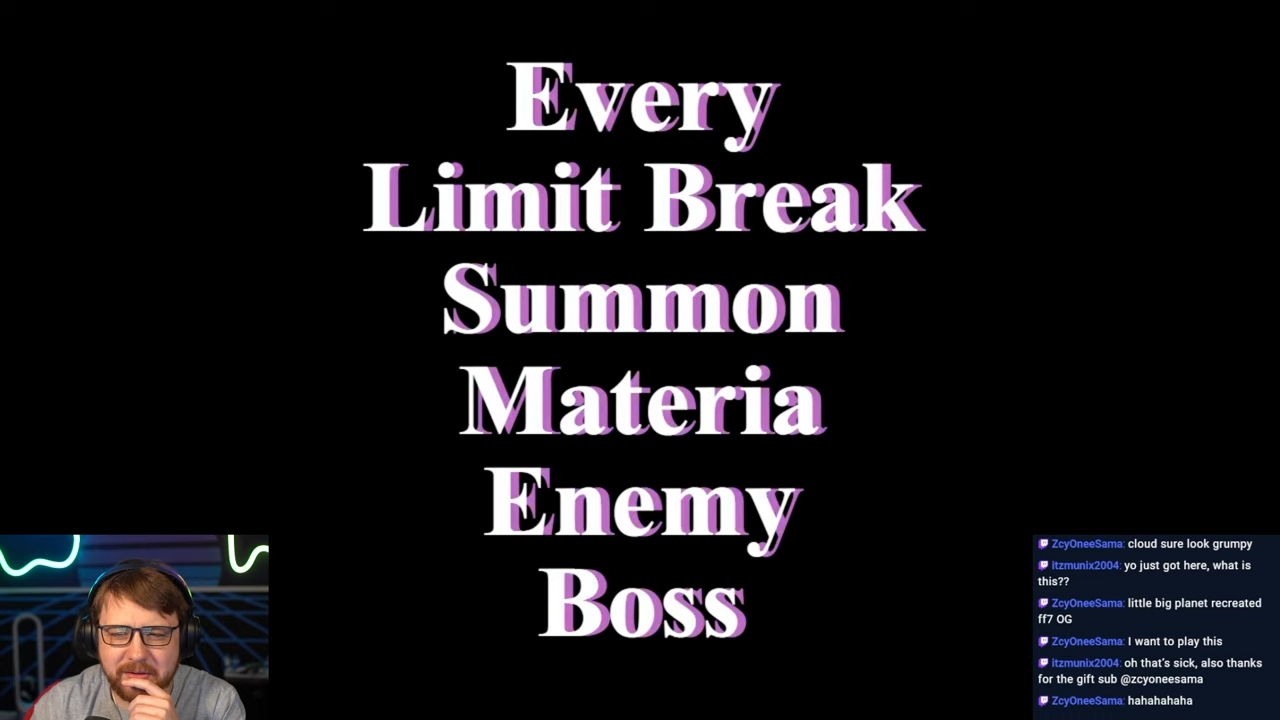 Every
Limit Break
Summon
Materia
Enemy
Boss
ZcyOneeSama: cloud sure look grumpy
itzmunix2004: yo just got here, what is
this??
ZcyOneeSama: little big planet recreated
ff7 OG
ZcyOneeSama: I want to play this
itzmunix2004: oh that's sick, also thanks
for the gift sub @zcyoneesama
ZcyOneeSama: hahahahaha